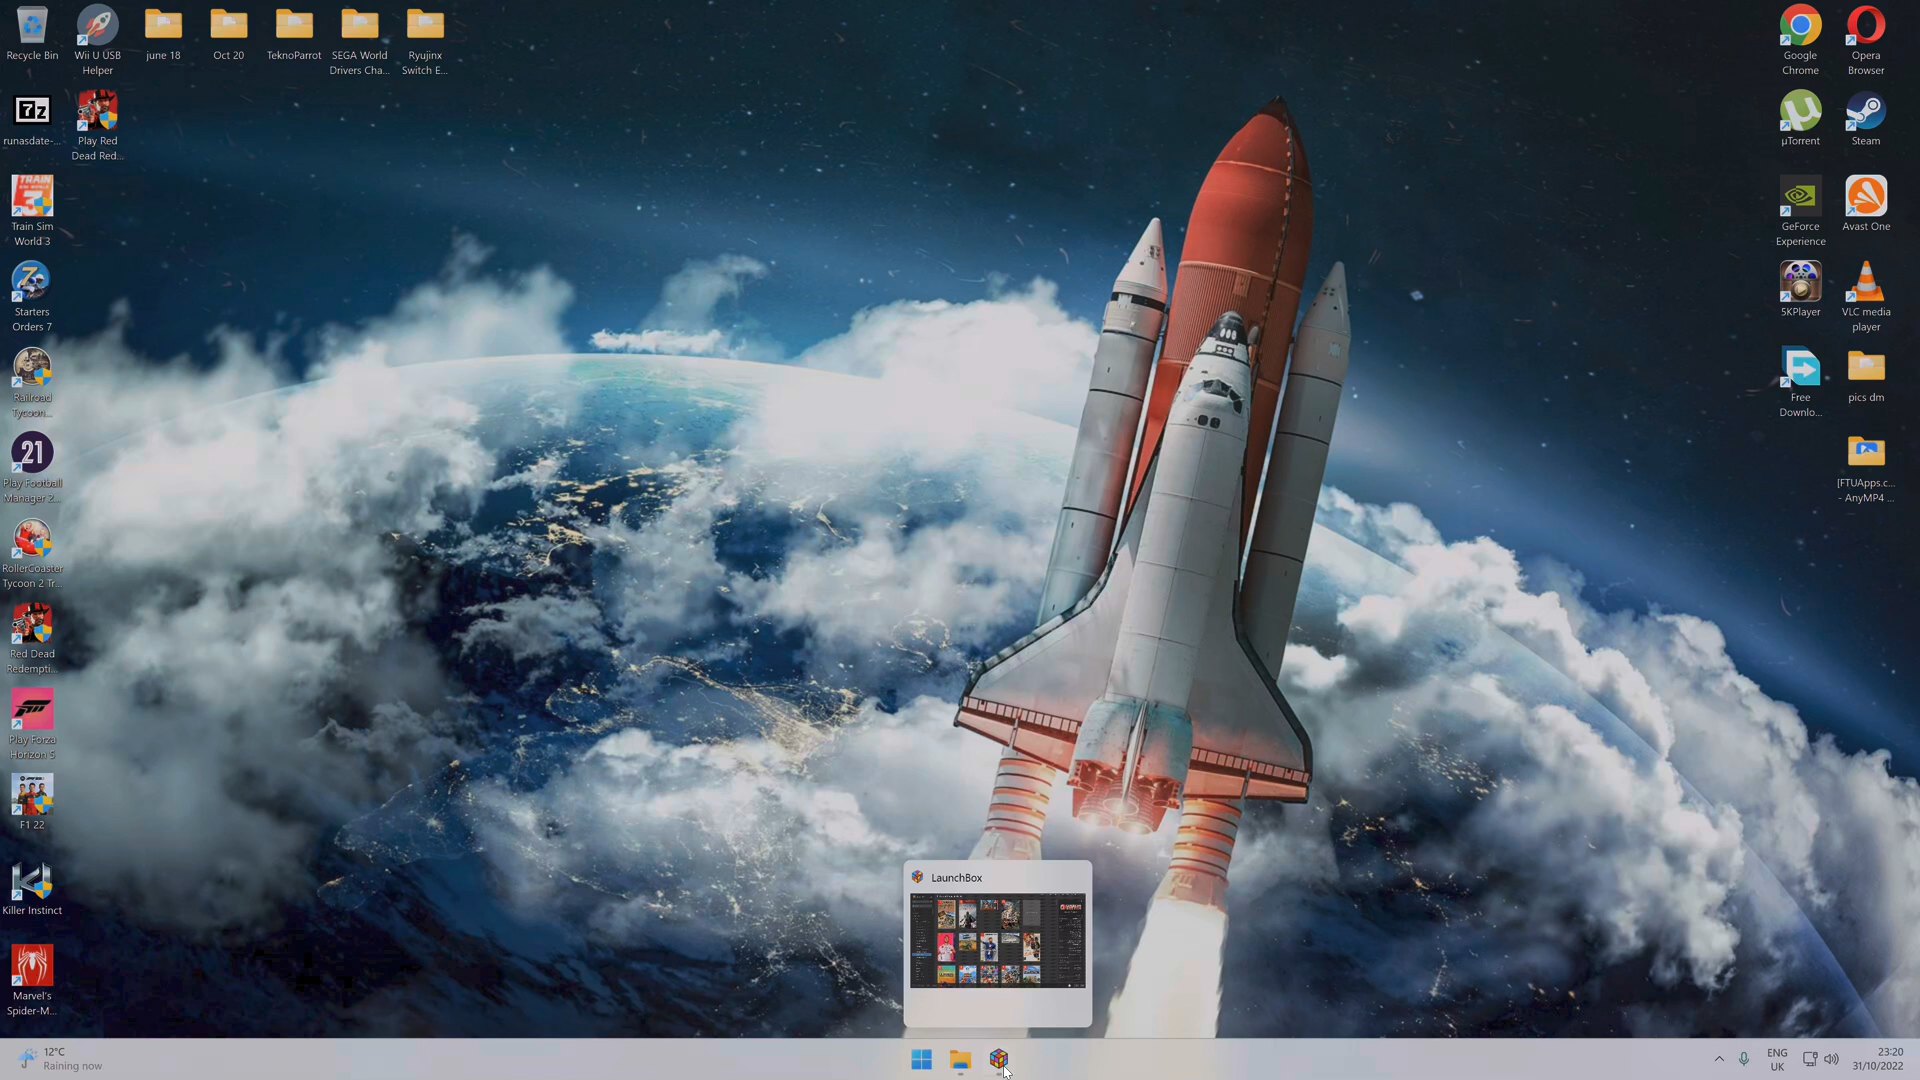 Recycle Bin
Wii U USB
Helper
june 18
Oct 20
TeknoParrot
SEGA World
Drivers Cha...
Ryujinx
Switch E...
Google
Chrome
Opera
Browser
7z
runasdate-...
Play Red
Dead Red...
µTorrent
Steam
TRAIN
Train Sim
World 3
GeForce
Experience
Avast One
Starters
Orders 7
5KPlayer
VLC media
player
Railroad
Tycoon...
Free
Downlo...
pics dm
21
Play Football
Manager 2...
[FTUApps.c...
- AnyMP4 ...
RollerCoaster
Tycoon 2 Tr...
Red Dead
Redempti...
Play Forza
Horizon 5
F1 22
Killer Instinct
LaunchBox
Marvel's
Spider-M...
12°C
Raining now
ENG
UK
23:20
31/10/2022